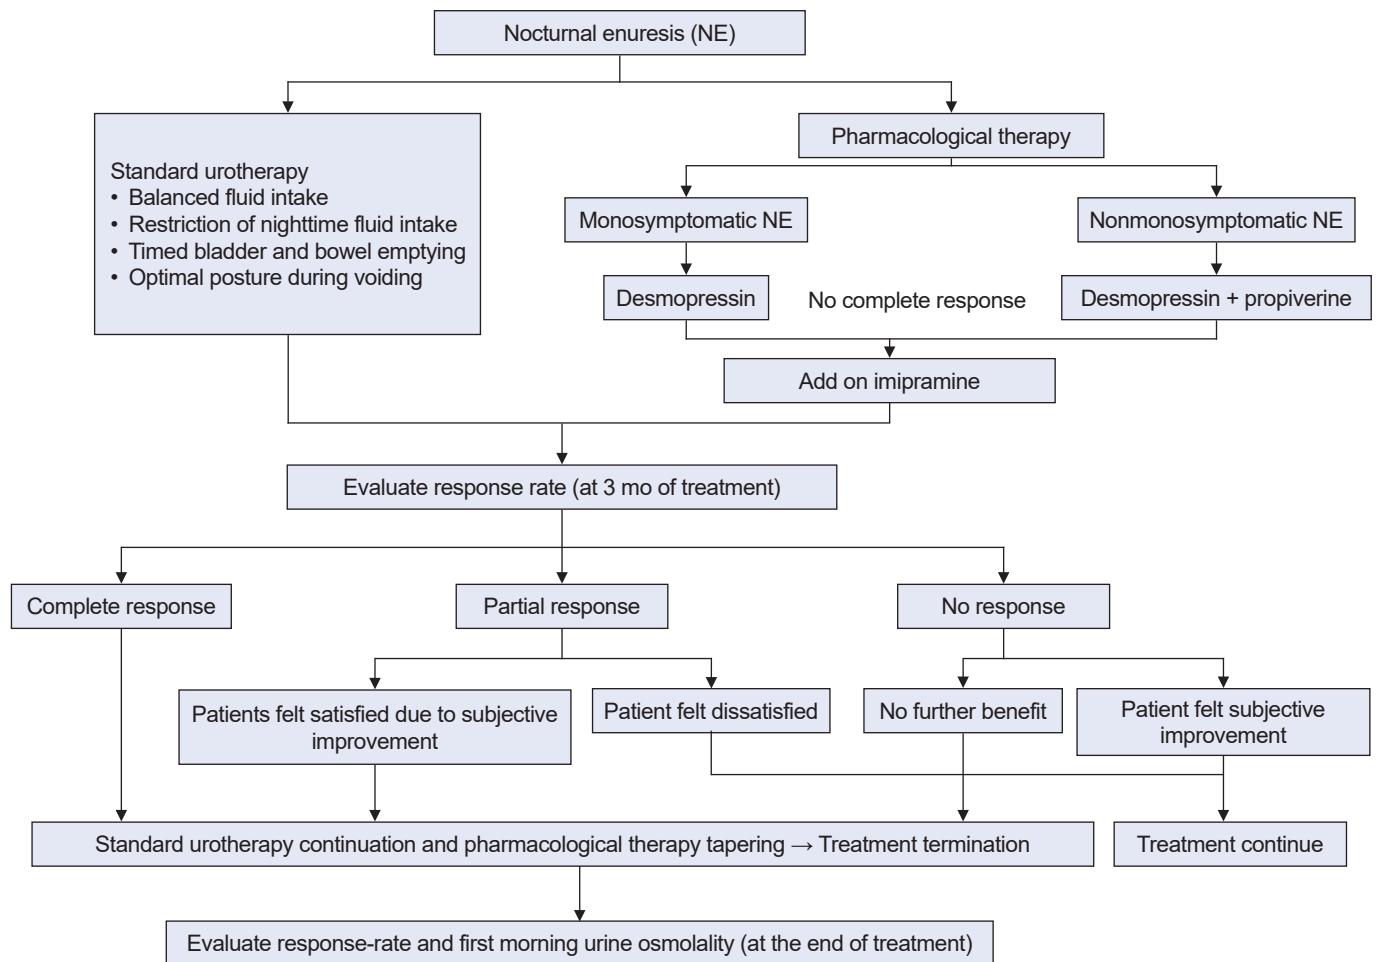 Nocturnal enuresis (NE)
Pharmacological therapy
Standard urotherapy
• Balanced fluid intake
• Restriction of nighttime fluid intake
• Timed bladder and bowel emptying
• Optimal posture during voiding
Monosymptomatic NE
Nonmonosymptomatic NE
Desmopressin
No complete response
Desmopressin + propiverine
Add on imipramine
Evaluate response rate (at 3 mo of treatment)
Complete response
Partial response
No response
Patients felt satisfied due to subjective
improvement
Patient felt dissatisfied
No further benefit
Patient felt subjective
improvement
Standard urotherapy continuation and pharmacological therapy tapering → Treatment termination
Treatment continue
Evaluate response-rate and first morning urine osmolality (at the end of treatment)